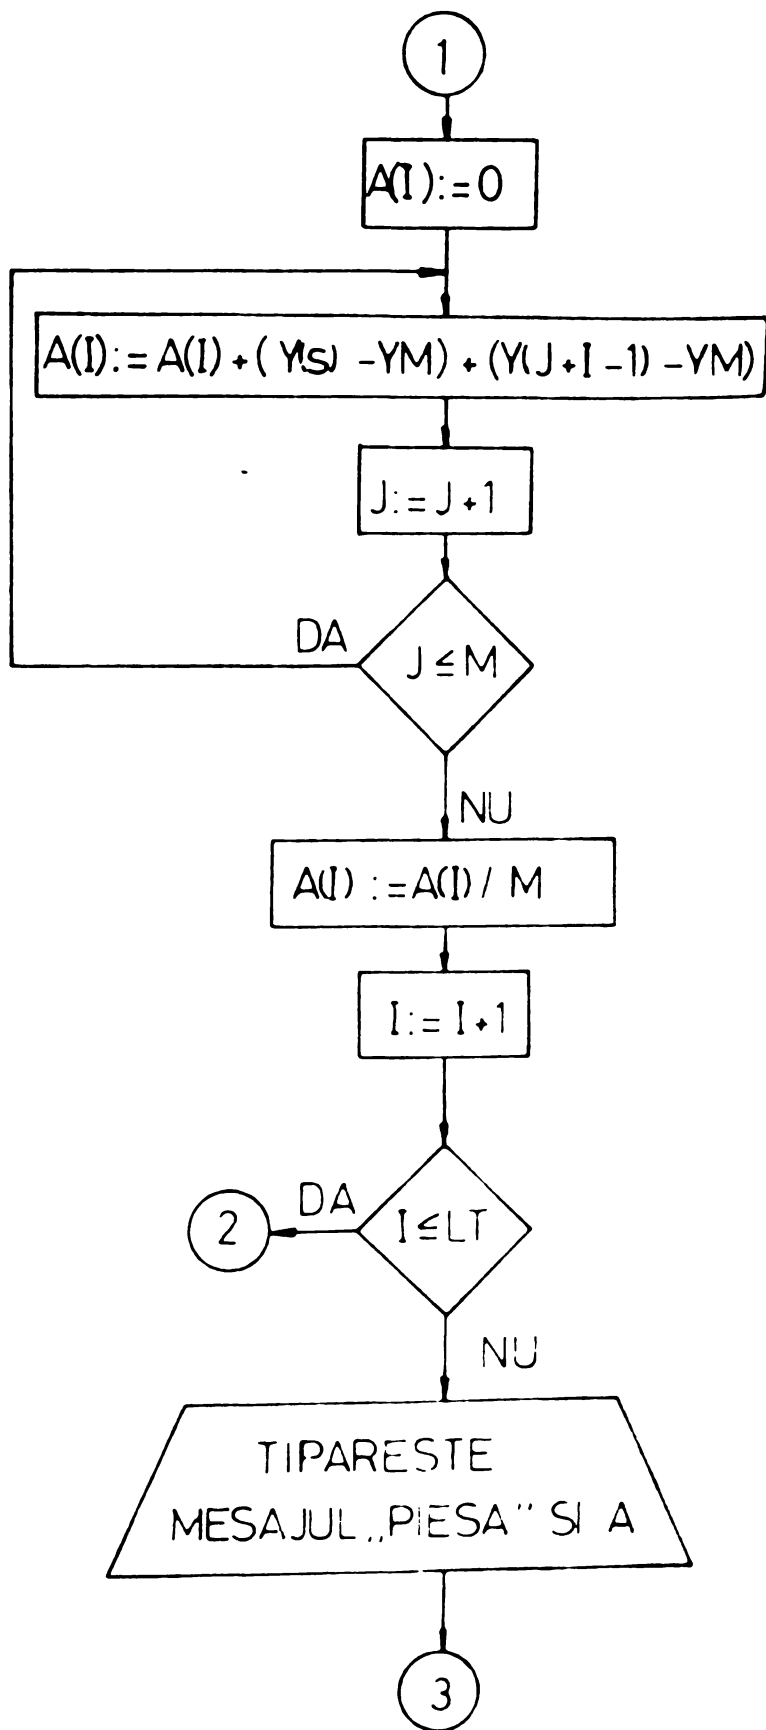 1
A(I):=0
A(I):=A(I)+( Y(S) -YM)+(Y(J+I-1)-YM)
J:=J+1
DA
J≤M
NU
A(I) :=A(I)/ M
I:=I+1
DA
2
I≤LT
NU
TIPARESTE
MESAJUL „PIESA” SI A
3